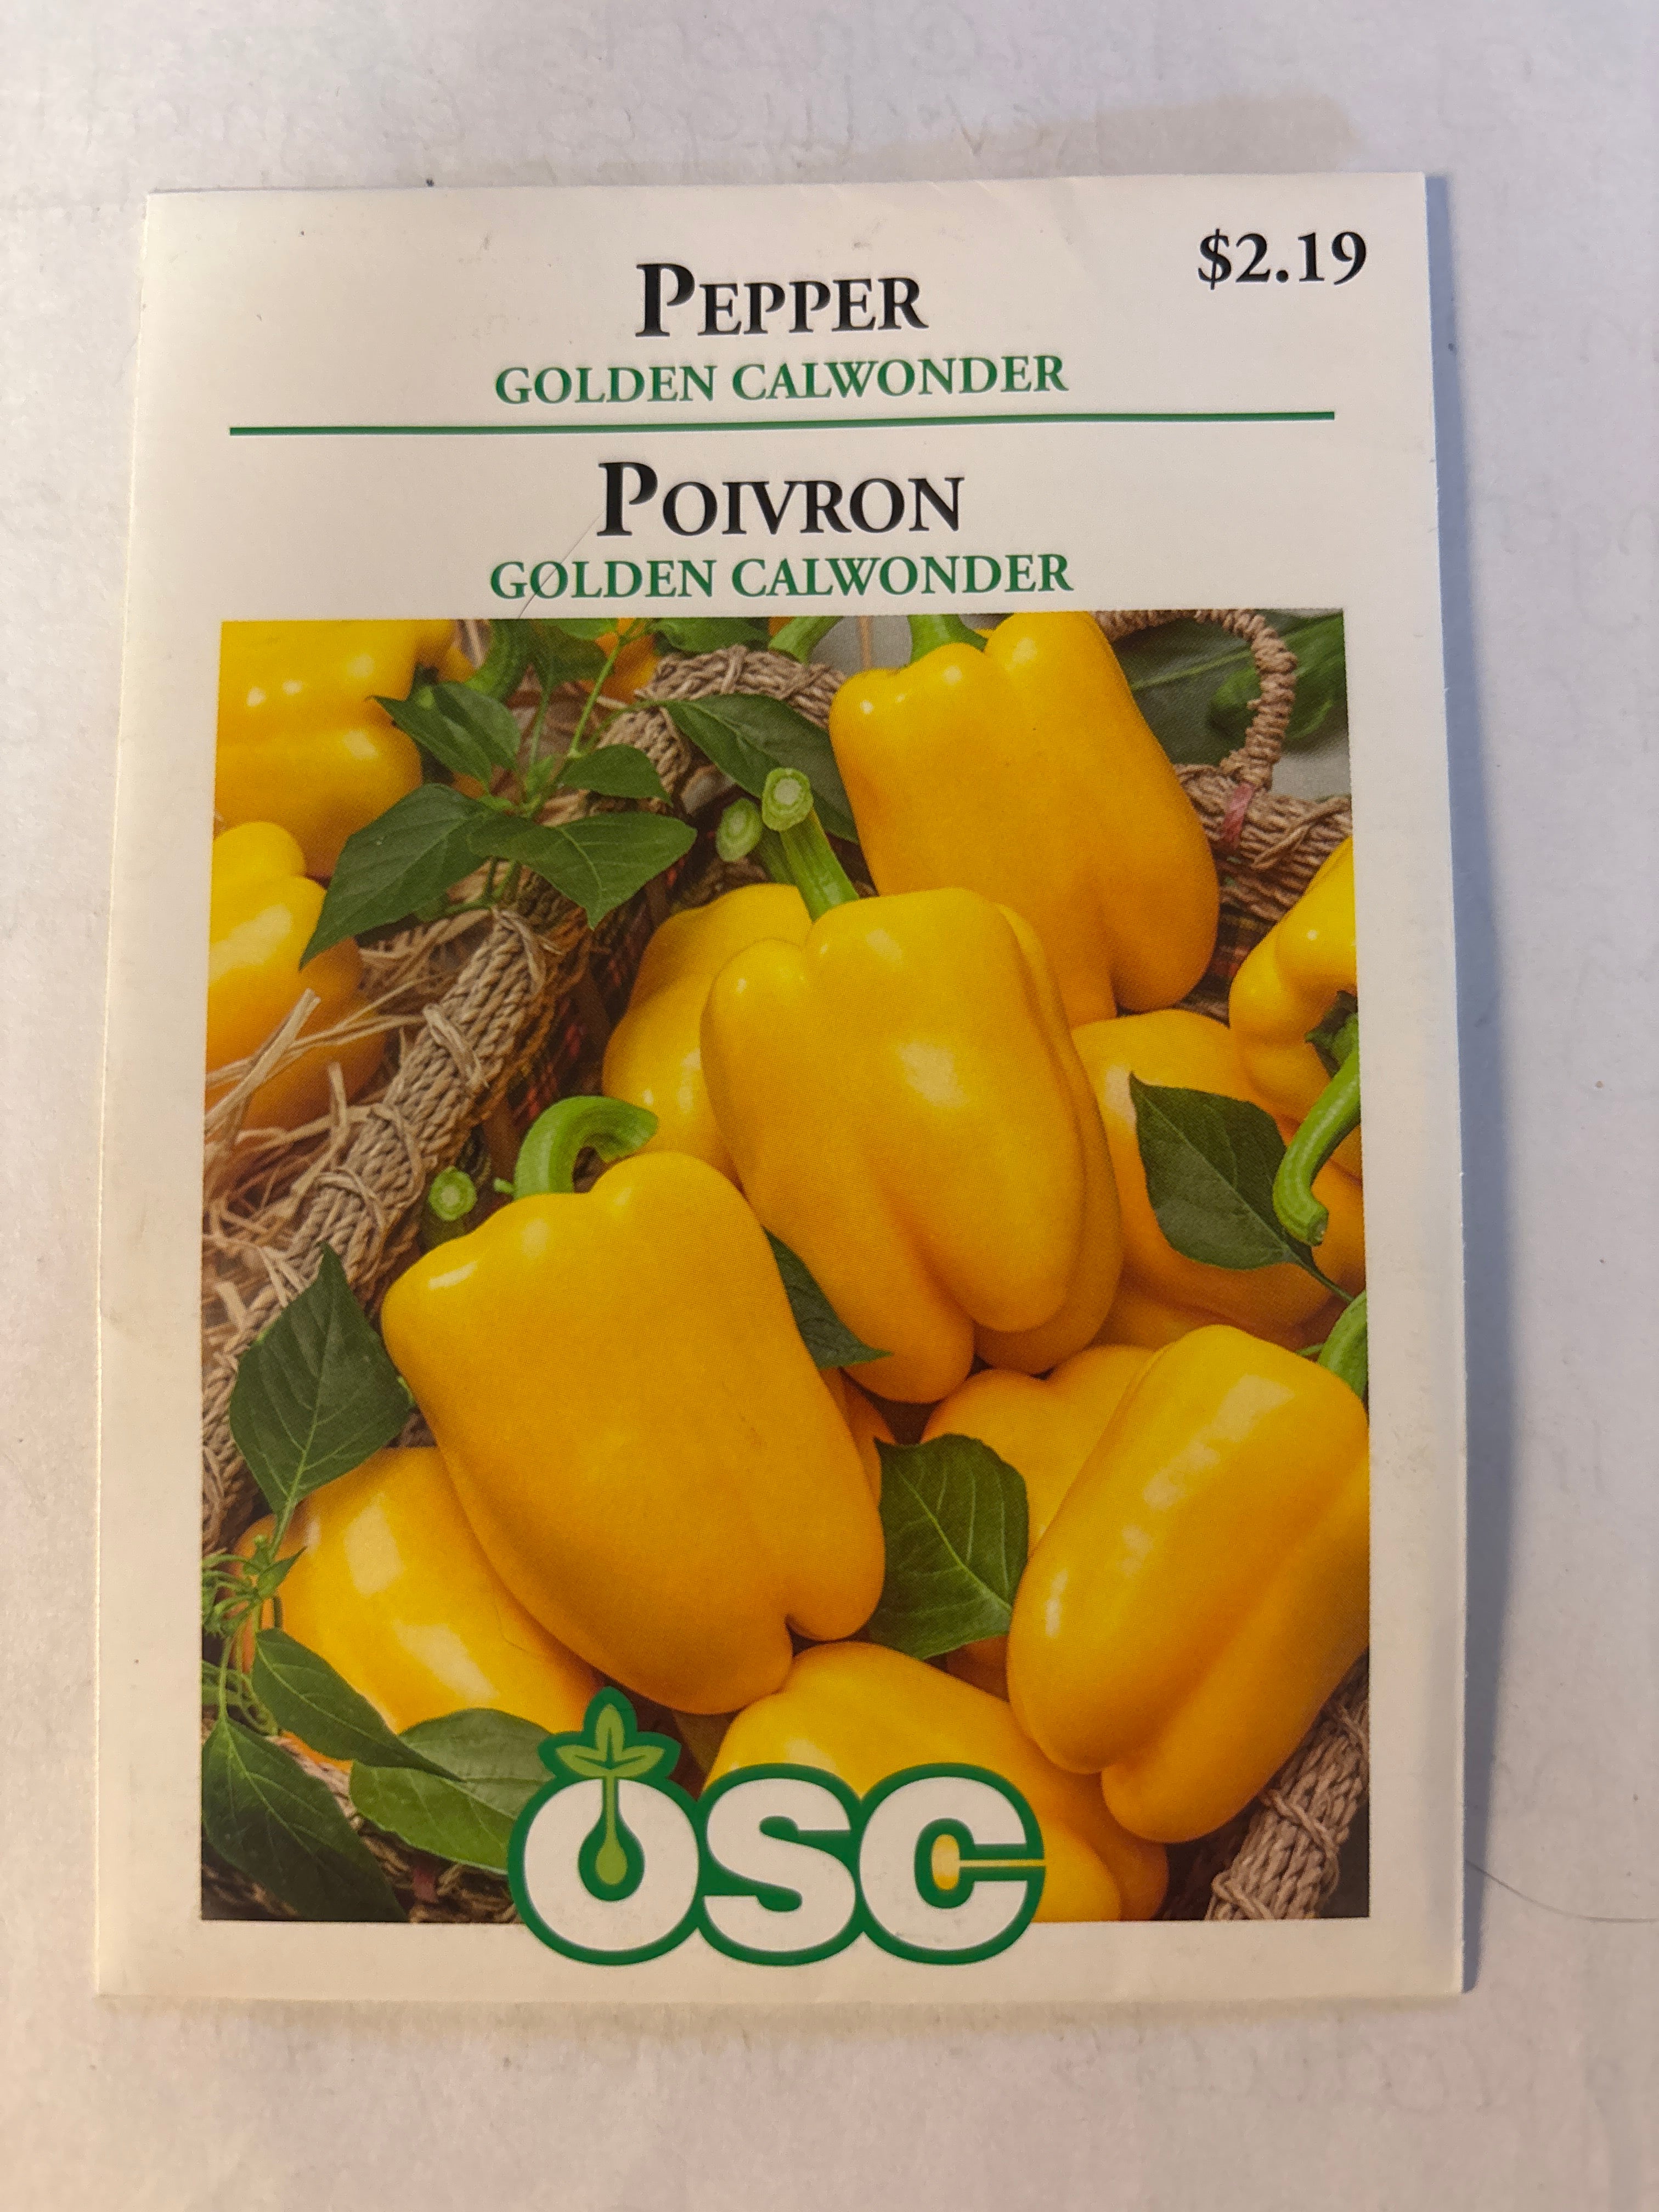 $2.19
PEPPER
GOLDEN CALWONDER
POIVRON
GOLDEN CALWONDER
OSC